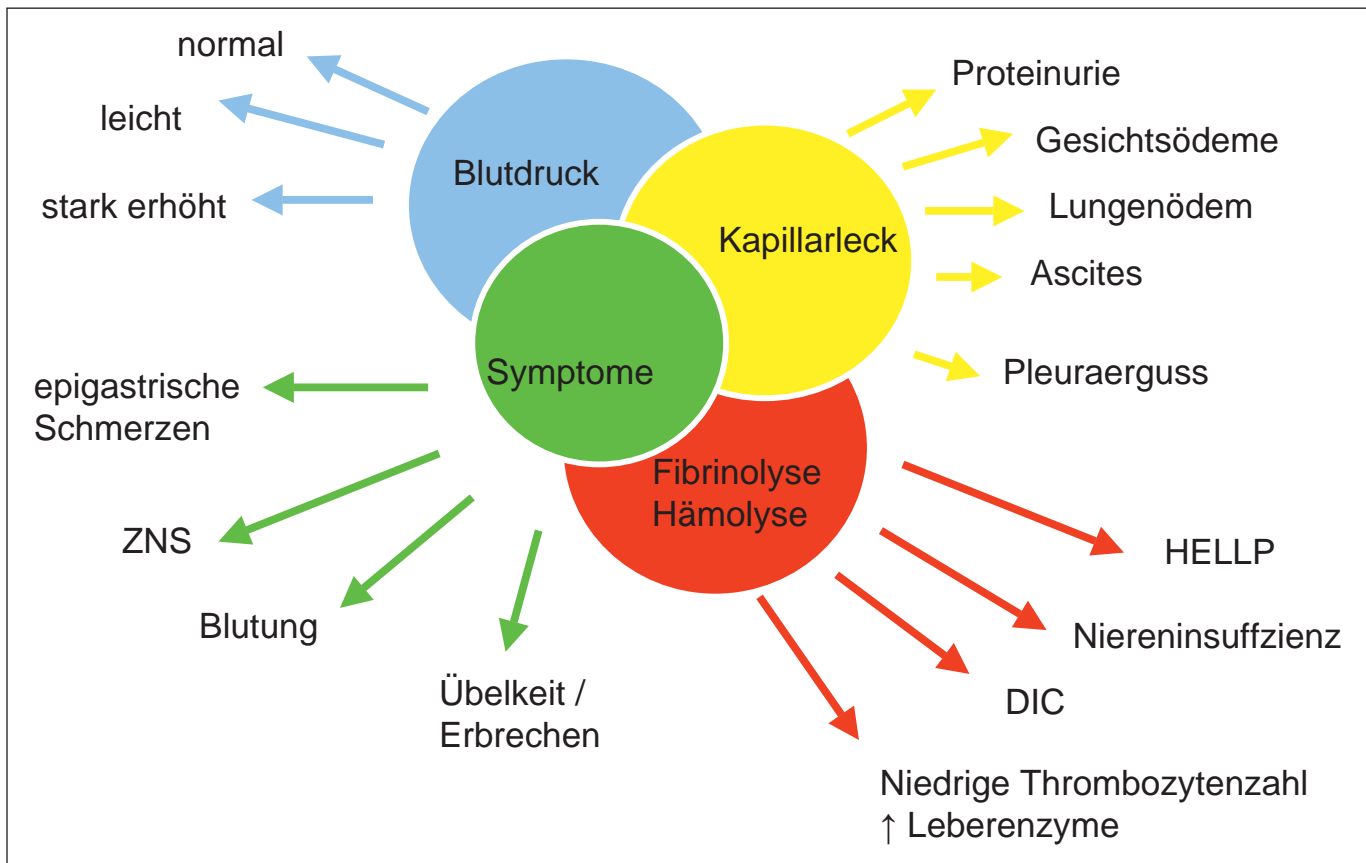 normal
leicht
stark erhöht
Blutdruck
Proteinurie
Gesichtsödeme
Lungenödem
Kapillarleck
Ascites
Pleuraerguss
Symptome
epigastrische
Schmerzen
ZNS
Blutung
Übelkeit /
Erbrechen
Fibrinolyse
Hämolyse
HELLP
Niereninsuffzienz
DIC
Niedrige Thrombozytenzahl
↑ Leberenzyme